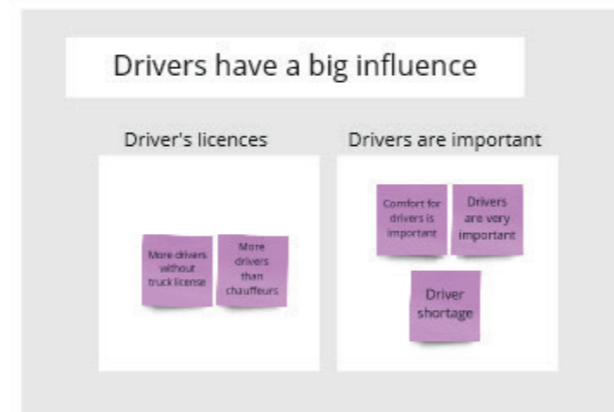 Drivers have a big influence
Driver's licences
More drivers
without
truck license
More
drivers
than
chauffeurs
Drivers are important
Comfort for
drivers is
important
Drivers
are very
important
Driver
shortage